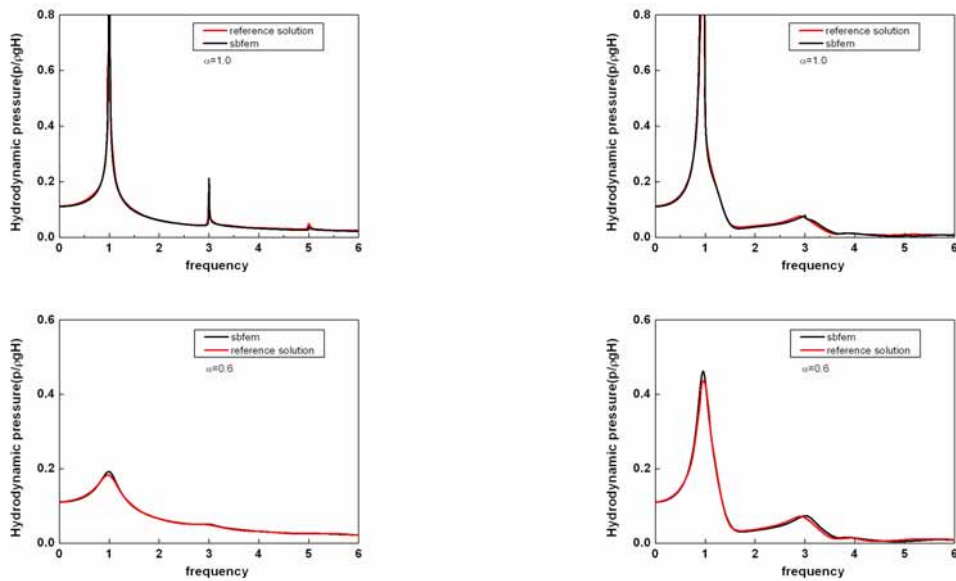 0.8
0.6
0.4
0.2
0.0
Hydrodynamic pressure(p/ρgH)
reference solution
sbfem
α=1.0
0 1 2 3 4 5 6
frequency
0.8
0.6
0.4
0.2
0.0
Hydrodynamic pressure(p/ρgH)
reference solution
sbfem
α=1.0
0 1 2 3 4 5 6
frequency
0.6
0.4
0.2
0.0
Hydrodynamic pressure(p/ρgH)
sbfem
reference solution
α=0.6
0 1 2 3 4 5 6
frequency
0.6
0.4
0.2
0.0
Hydrodynamic pressure(p/ρgH)
sbfem
reference solution
α=0.6
0 1 2 3 4 5 6
frequency